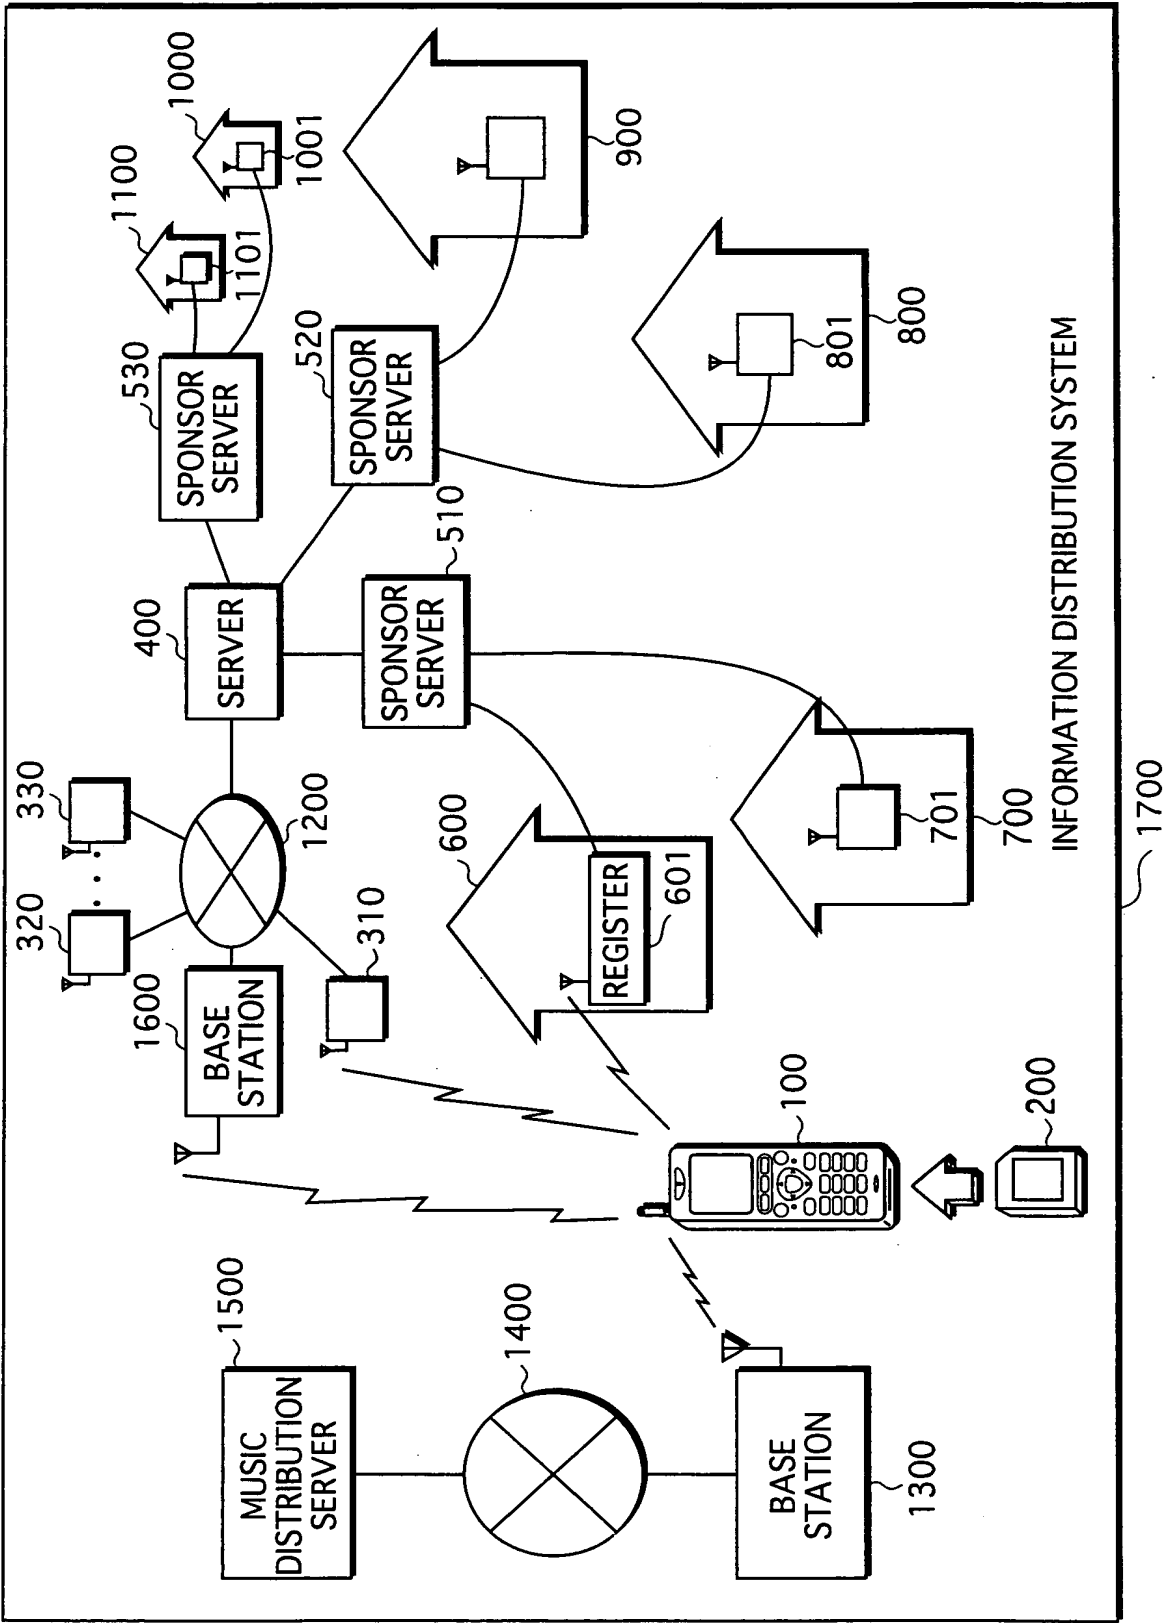 1500
MUSIC
DISTRIBUTION
SERVER
1400
BASE
STATION
1300
1600
BASE
STATION
320
330
310
1200
400
SERVER
530
SPONSOR
SERVER
520
SPONSOR
SERVER
510
SPONSOR
SERVER
1100
1101
1000
1001
900
801
800
600
REGISTER
601
701
700
100
200
INFORMATION DISTRIBUTION SYSTEM
1700